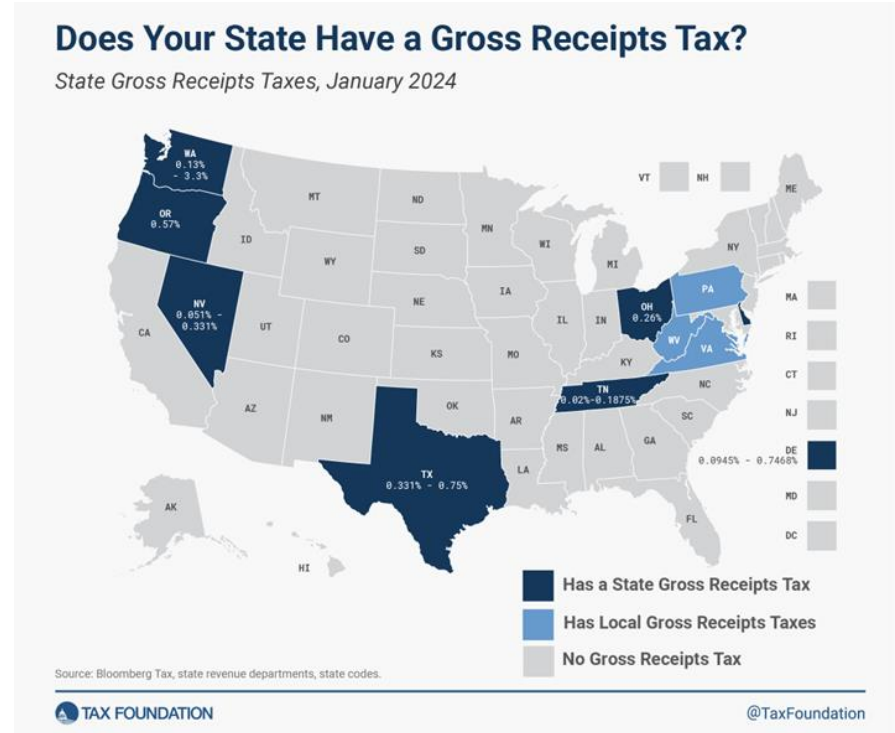 Does Your State Have a Gross Receipts Tax?
State Gross Receipts Taxes, January 2024
WA
0.13%
- 3.3%
OR
0.57%
NV
0.051% -
0.331%
CA
ID
MT
ND
SD
WY
NE
UT
CO
KS
AZ
NM
OK
TX
0.331% - 0.75%
MN
IA
MO
AR
LA
WI
IL
IN
MI
OH
0.26%
KY
TN
0.02%-0.1875%
MS
AL
GA
FL
SC
NC
WV
VA
PA
NY
ME
VT
NH
MA
RI
CT
NJ
DE
0.0945% - 0.7468%
MD
DC
AK
HI
Has a State Gross Receipts Tax
Has Local Gross Receipts Taxes
No Gross Receipts Tax
Source: Bloomberg Tax, state revenue departments, state codes.
TAX FOUNDATION
@TaxFoundation